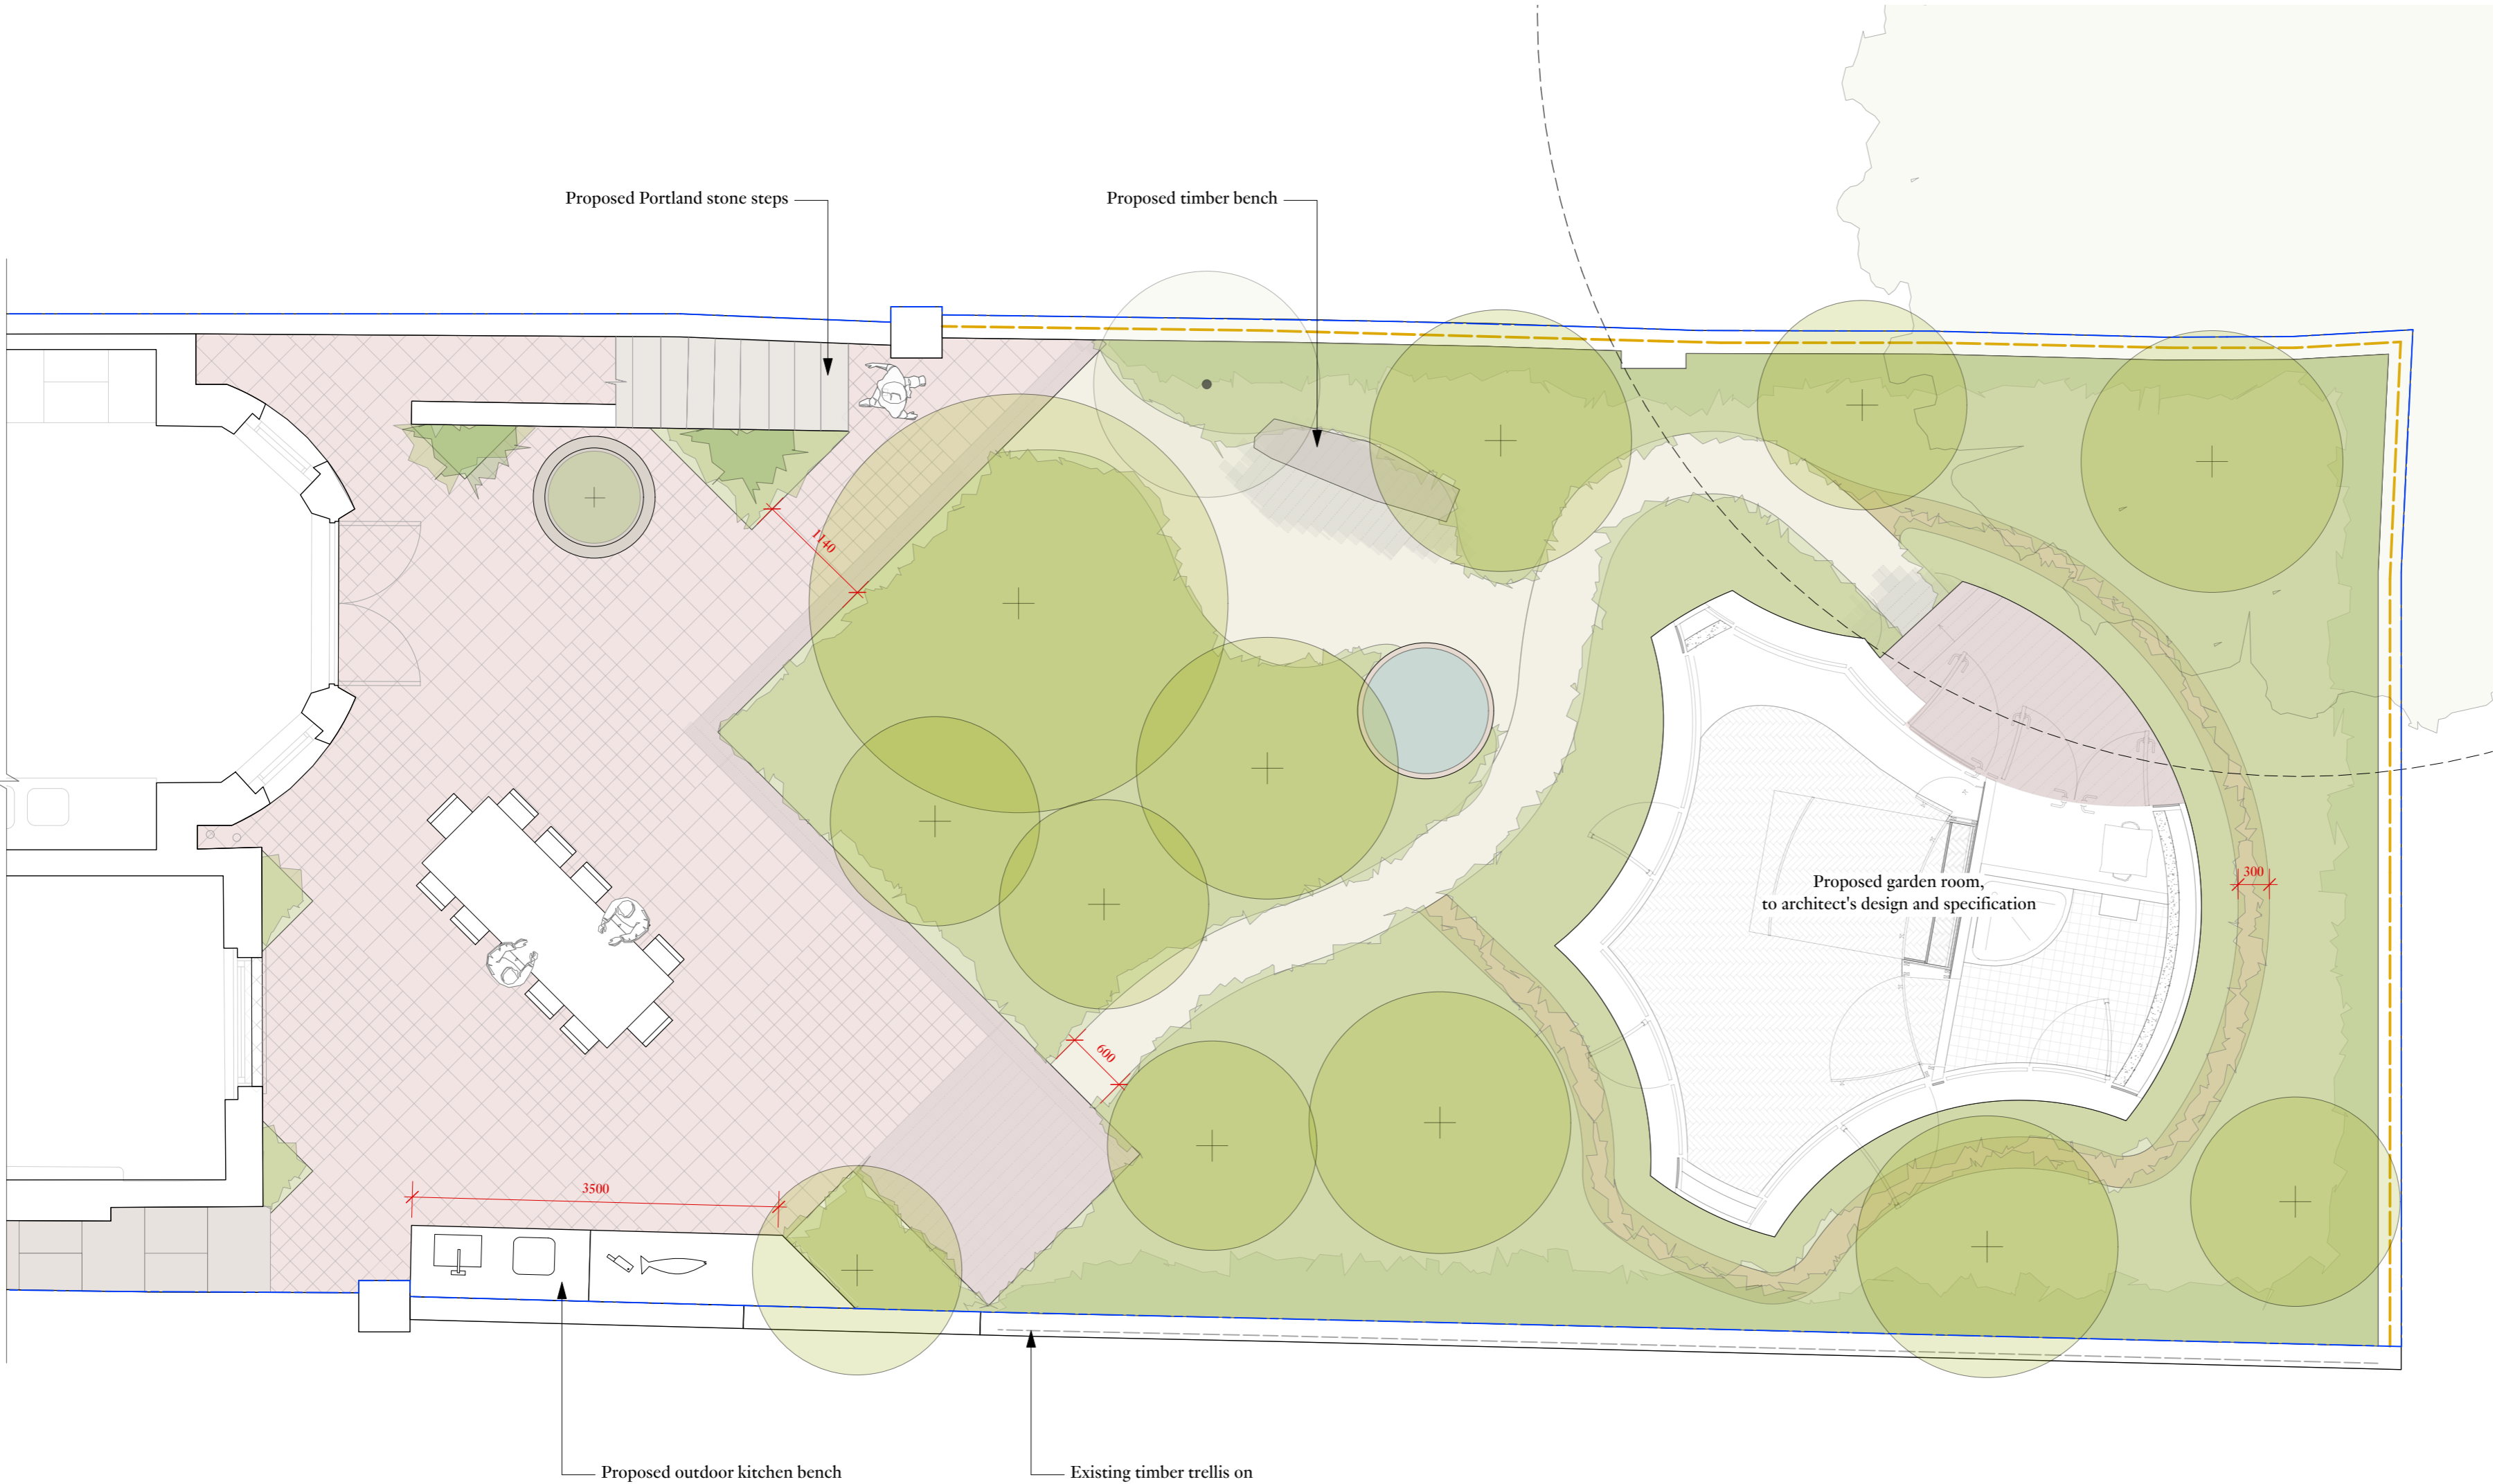 Proposed Portland stone steps
Proposed timber bench
1140
Proposed garden room,
to architect's design and specification
300
600
3500
Proposed outdoor kitchen bench
Existing timber trellis on